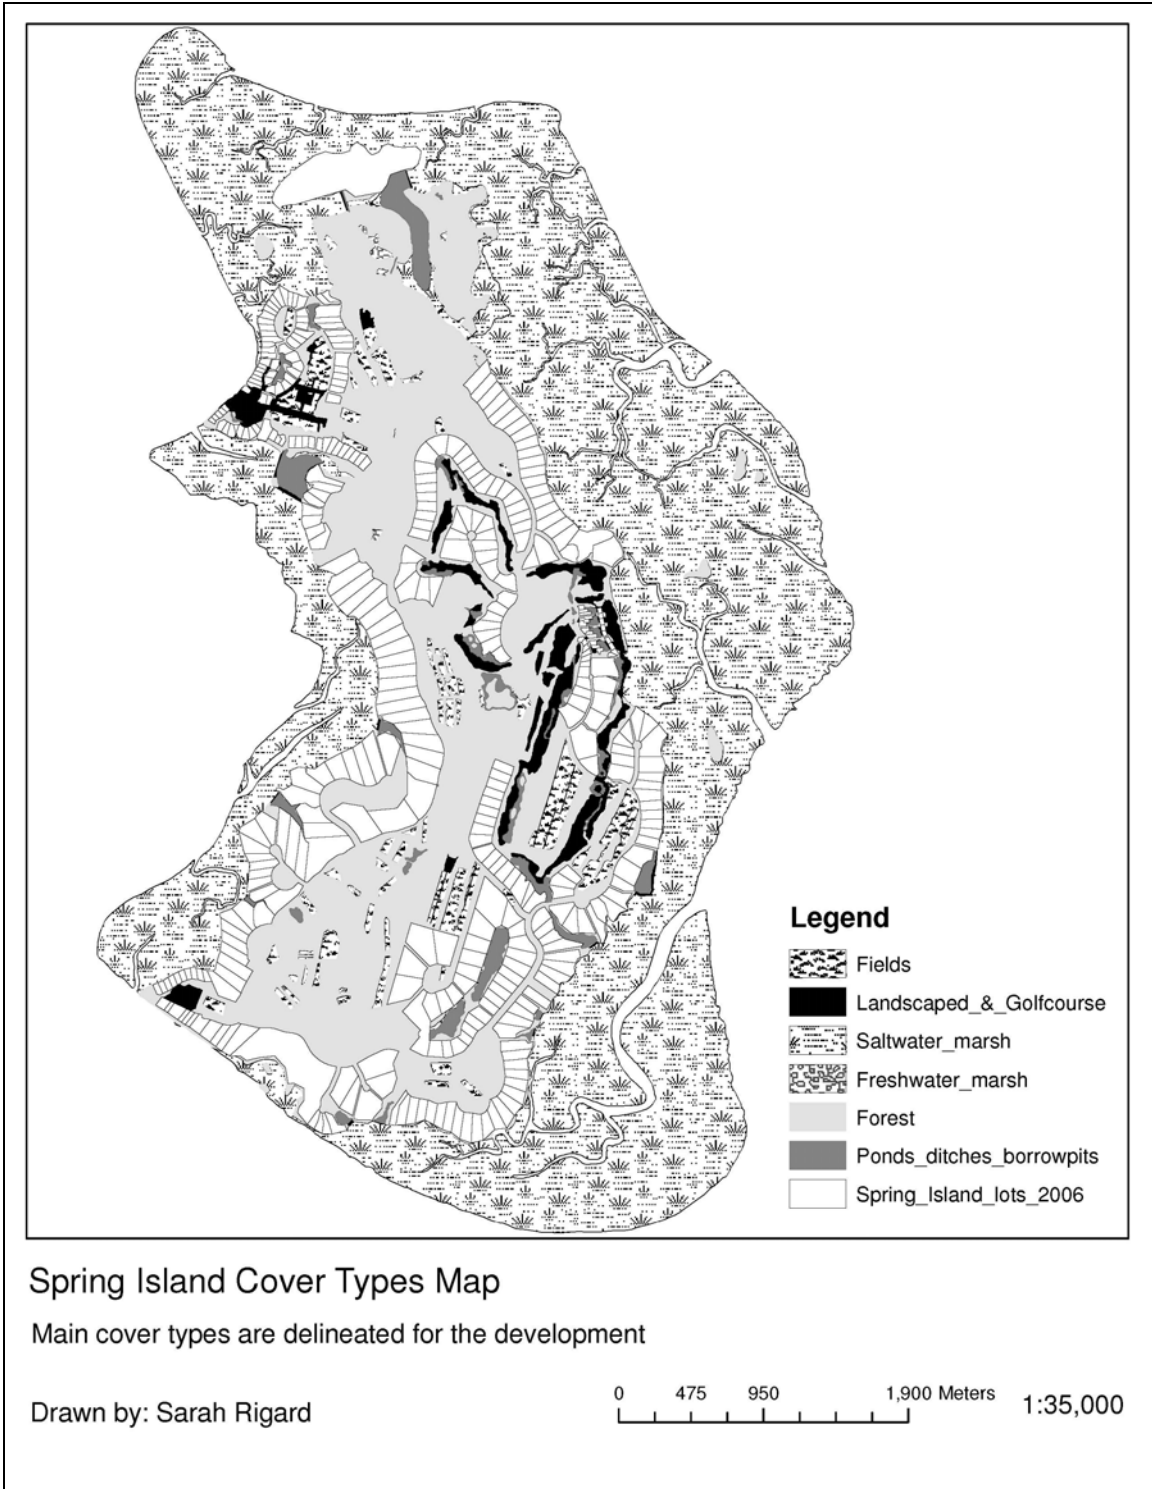 Legend
Fields
Landscaped_&_Golfcourse
Saltwater_marsh
Freshwater_marsh
Forest
Ponds_ditches_borrowpits
Spring_Island_lots_2006
Spring Island Cover Types Map
Main cover types are delineated for the development
0 475 950 1,900 Meters
1:35,000
Drawn by: Sarah Rigard